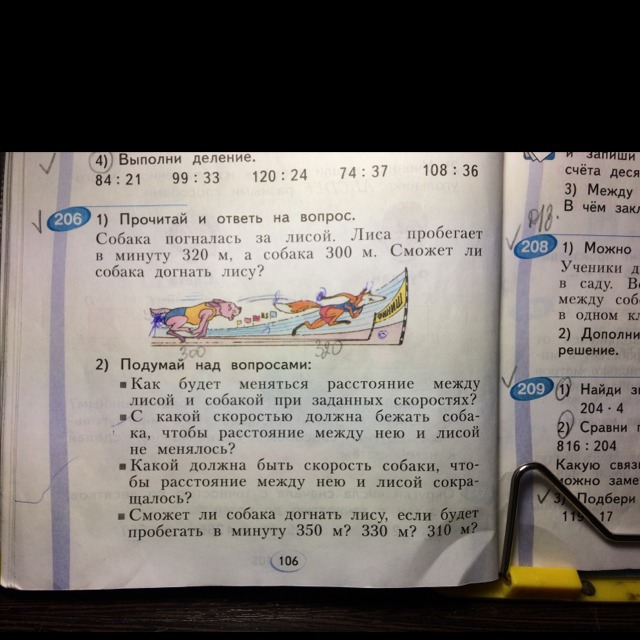 4) Выполни деление.
84 : 21 99 : 33 120 : 24 74 : 37 108 : 36
206 1) Прочитай и ответь на вопрос.
Собака погналась за лисой. Лиса пробегает
в минуту 320 м, а собака 300 м. Сможет ли
собака догнать лису?
300 320
2) Подумай над вопросами:
▪ Как будет меняться расстояние между
лисой и собакой при заданных скоростях?
▪ С какой скоростью должна бежать соба-
ка, чтобы расстояние между нею и лисой
не менялось?
▪ Какой должна быть скорость собаки, что-
бы расстояние между нею и лисой сокра-
щалось?
▪ Сможет ли собака догнать лису, если будет
пробегать в минуту 350 м? 330 м? 310 м?
106
и запиши
счёта деся
3) Между
В чём закл
208 1) Можно
Ученики д
в саду. В
между собо
в одном кл
2) Дополни
решение.
209 1) Найди зн
204 · 4
2) Сравни п
816 : 204
Какую связ
можно заме
3) Подбери